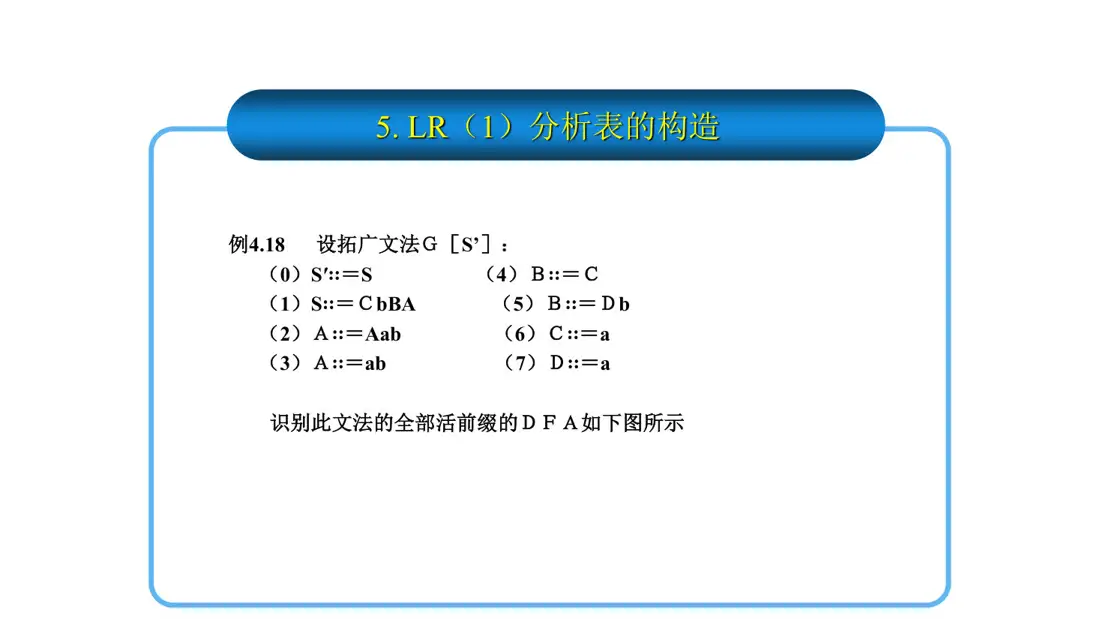 5. LR（1）分析表的构造
例4.18 设拓广文法Ｇ［S’］：
（0）S′::＝S （4）Ｂ::＝Ｃ
（1）S::＝ＣbBA （5）Ｂ::＝Ｄb
（2）Ａ::＝Aab （6）Ｃ::＝a
（3）Ａ::＝ab （7）Ｄ::＝a
识别此文法的全部活前缀的ＤＦＡ如下图所示